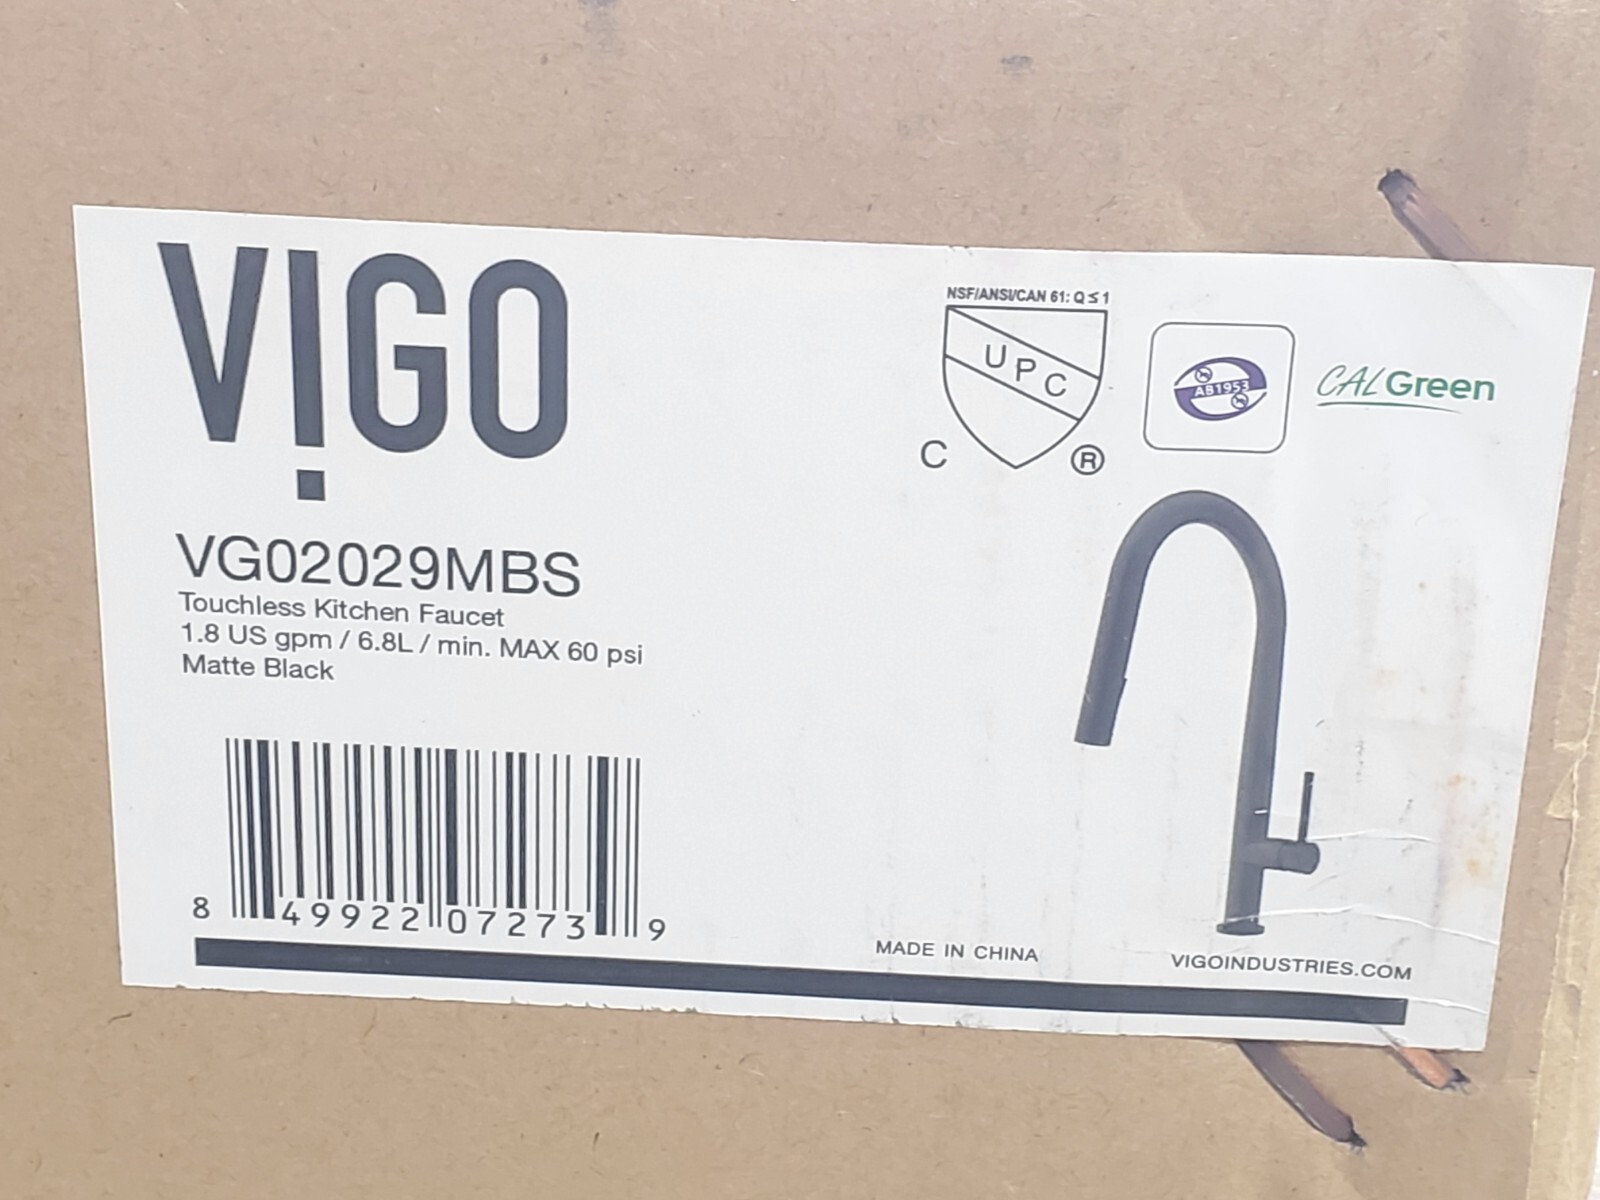 VIGO
NSF/ANSI/CAN 61: Q ≤ 1
UPC
C ®
AB1953
CALGreen
VG02029MBS
Touchless Kitchen Faucet
1.8 US gpm / 6.8L / min. MAX 60 psi
Matte Black
8 49922 07273 9
MADE IN CHINA
VIGOINDUSTRIES.COM